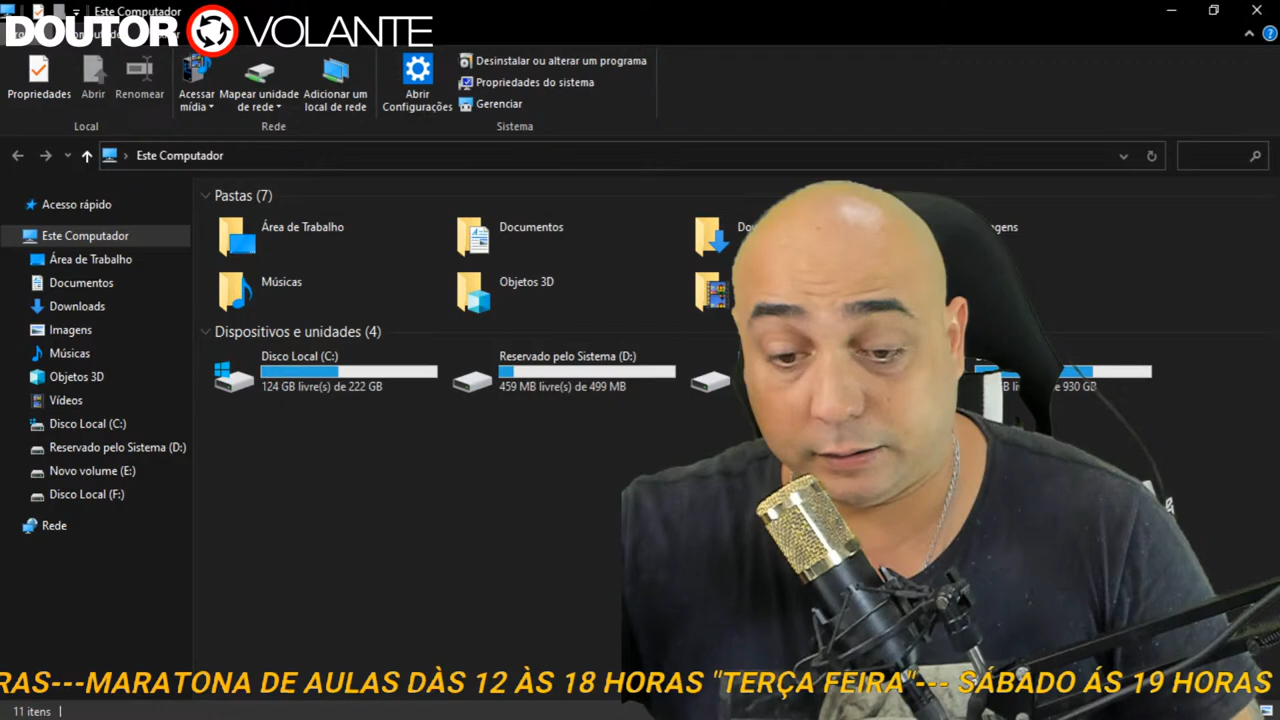 Este Computador
DOUTOR VOLANTE
Propriedades
Abrir
Renomear
Acessar mídia
Mapear unidade de rede
Adicionar um local de rede
Abrir Configurações
Desinstalar ou alterar um programa
Propriedades do sistema
Gerenciar
Local
Rede
Sistema
Este Computador
Acesso rápido
Este Computador
Área de Trabalho
Documentos
Downloads
Imagens
Músicas
Objetos 3D
Vídeos
Disco Local (C:)
Reservado pelo Sistema (D:)
Novo volume (E:)
Disco Local (F:)
Rede
Pastas (7)
Área de Trabalho
Documentos
Músicas
Objetos 3D
Dispositivos e unidades (4)
Disco Local (C:)
124 GB livre(s) de 222 GB
Reservado pelo Sistema (D:)
459 MB livre(s) de 499 MB
de 930 GB
RAS---MARATONA DE AULAS DÀS 12 ÀS 18 HORAS "TERÇA FEIRA"--- SÁBADO ÁS 19 HORAS
11 itens